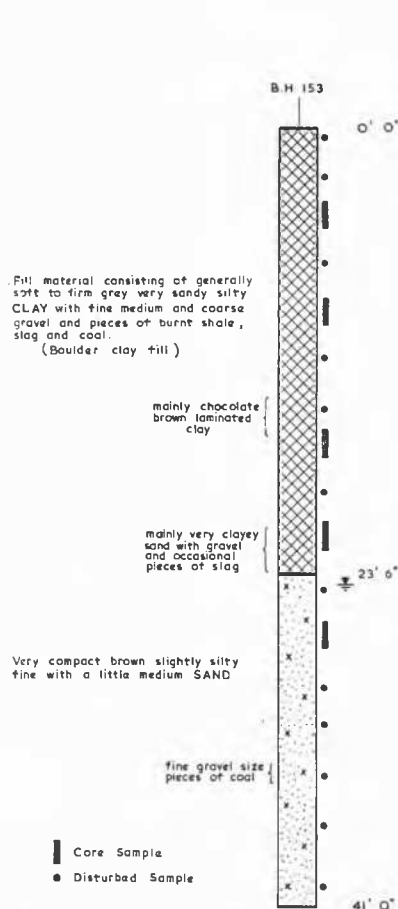 B.H 153
0' 0"
Fill material consisting of generally
soft to firm grey very sandy silty
CLAY with fine medium and coarse
gravel and pieces of burnt shale,
slag and coal.
(Boulder clay fill)
mainly chocolate
brown laminated
clay
mainly very clayey
sand with gravel
and occasional
pieces of slag
23' 6"
Very compact brown slightly silty
fine with a little medium SAND
fine gravel size
pieces of coal
Core Sample
Disturbed Sample
41' 0"